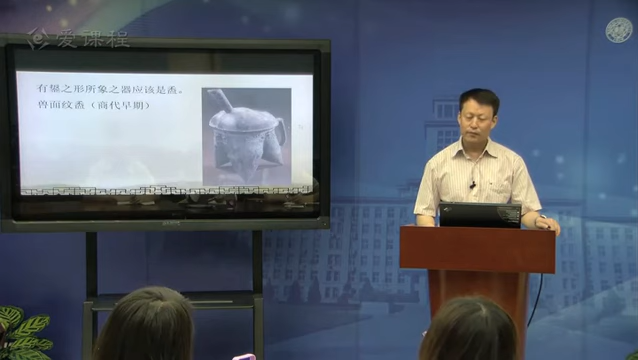 爱课程
有鋬之形所象之器应该是盉。
兽面纹盉（商代早期）